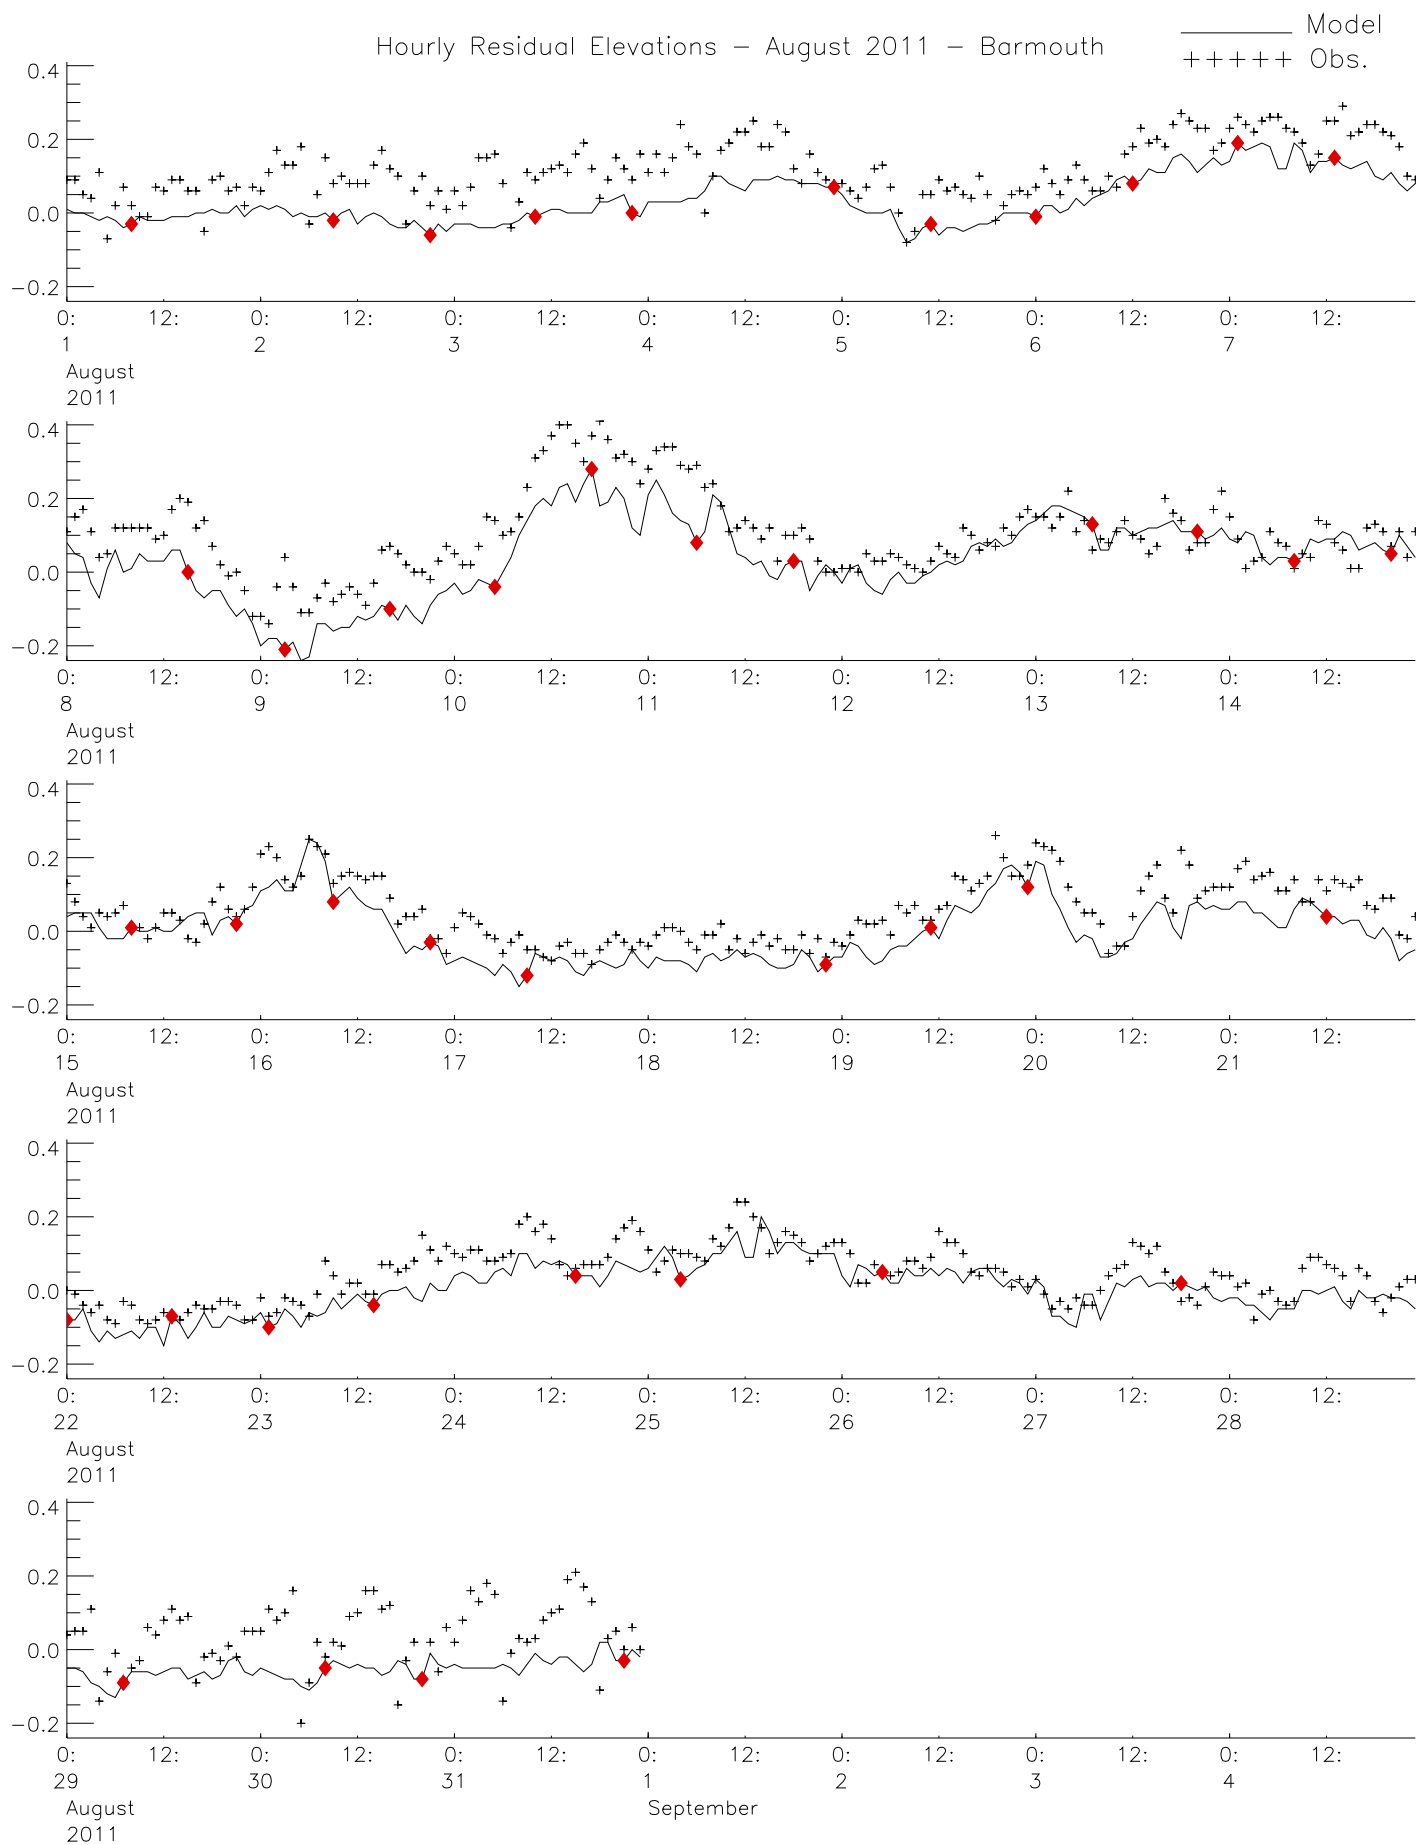 Hourly Residual Elevations – August 2011 – Barmouth
Model
+++++ Obs.
0.4
0.2
0.0
−0.2
0: 12: 0: 12: 0: 12: 0: 12: 0: 12: 0: 12: 0: 12:
1 2 3 4 5 6 7
August
2011
0.4
0.2
0.0
−0.2
0: 12: 0: 12: 0: 12: 0: 12: 0: 12: 0: 12: 0: 12:
8 9 10 11 12 13 14
August
2011
0.4
0.2
0.0
−0.2
0: 12: 0: 12: 0: 12: 0: 12: 0: 12: 0: 12: 0: 12:
15 16 17 18 19 20 21
August
2011
0.4
0.2
0.0
−0.2
0: 12: 0: 12: 0: 12: 0: 12: 0: 12: 0: 12: 0: 12:
22 23 24 25 26 27 28
August
2011
0.4
0.2
0.0
−0.2
0: 12: 0: 12: 0: 12: 0: 12: 0: 12: 0: 12: 0: 12:
29 30 31 1 2 3 4
August September
2011